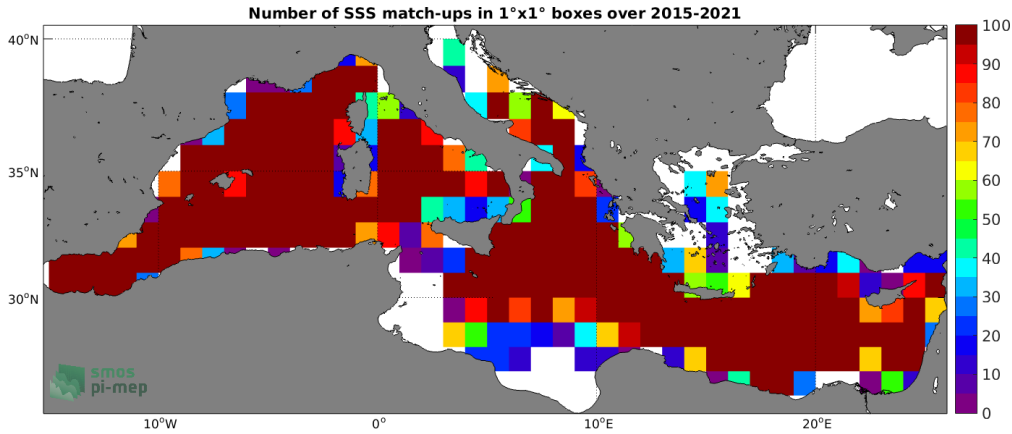 Number of SSS match-ups in 1°x1° boxes over 2015-2021
40°N
35°N
30°N
10°W
0°
10°E
20°E
100
90
80
70
60
50
40
30
20
10
0
smos
pi-mep